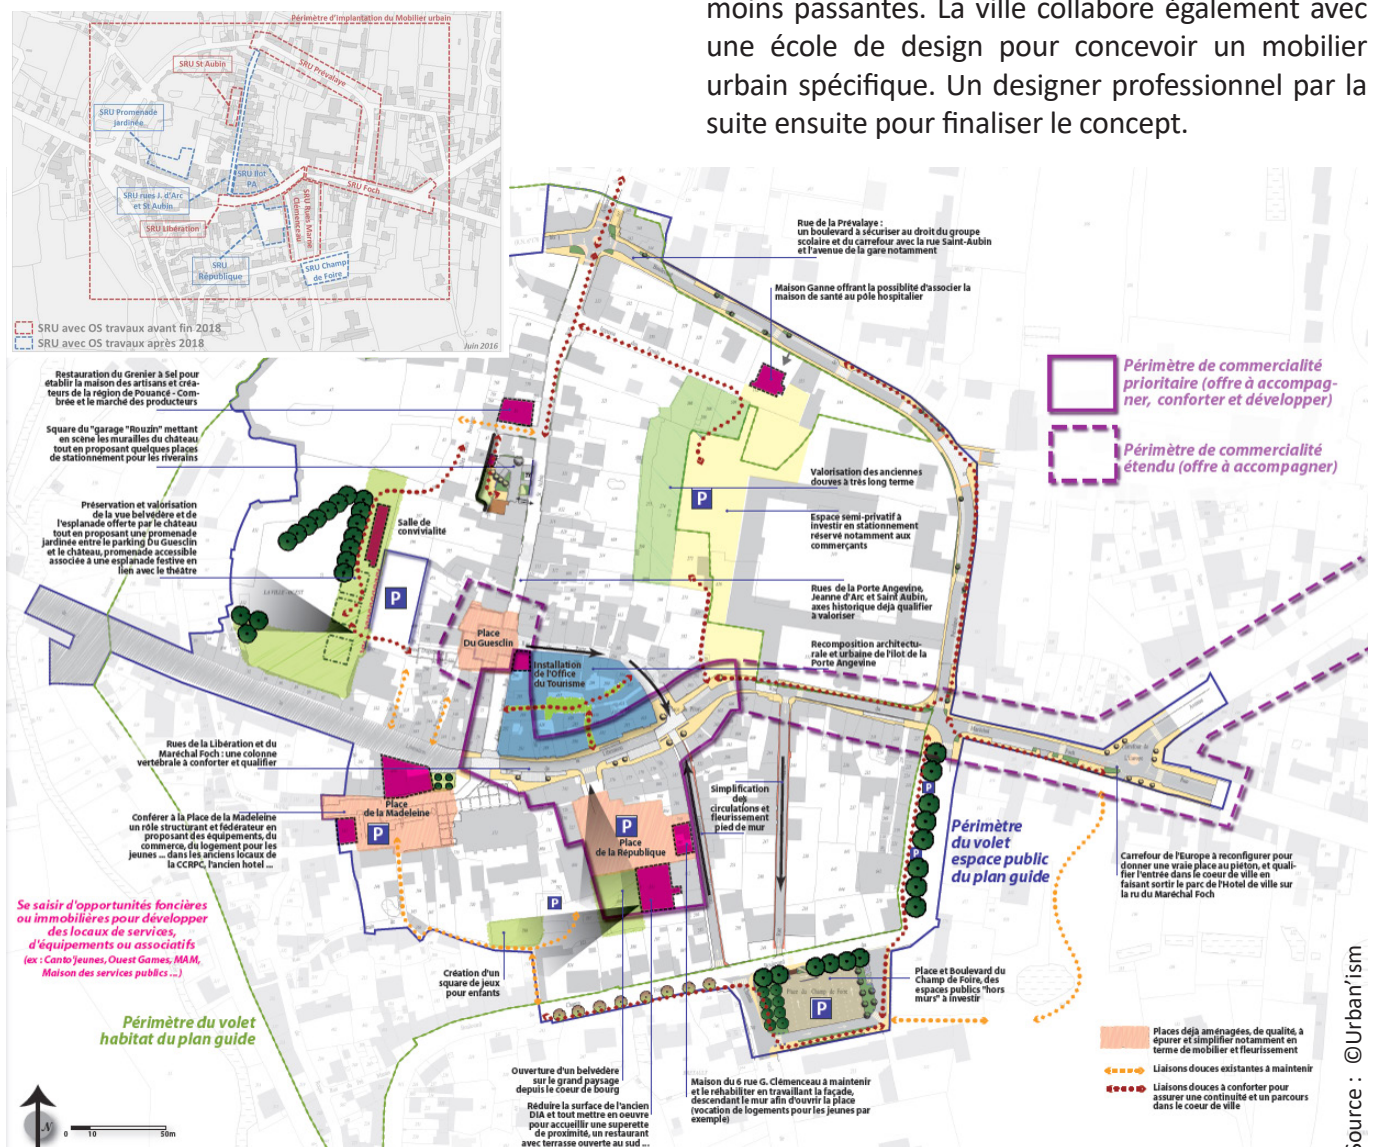 moins passantes. La ville collabore également avec
une école de design pour concevoir un mobilier
urbain spécifique. Un designer professionnel par la
suite ensuite pour finaliser le concept.
Périmètre d'implantation du Mobilier urbain
SRU St Aubin
SRU Prévalaye
SRU Promenade
Jardinée
SRU Ilot
PA
SRU Foch
SRU rues J. d'Arc
et St Aubin
SRU Libération
SRU Rues Marne
Clémenceau
SRU
République
SRU Champ
de Foire
SRU avec OS travaux avant fin 2018
SRU avec OS travaux après 2018
Juin 2016
Rue de la Prévalaye :
un boulevard à sécuriser au droit du groupe
scolaire et du carrefour avec la rue Saint-Aubin
et l'avenue de la gare notamment
Maison Ganne offrant la possiblité d'associer la
maison de santé au pôle hospitalier
Périmètre de commercialité
prioritaire (offre à accompag-
ner, conforter et développer)
Périmètre de commercialité
étendu (offre à accompagner)
Restauration du Grenier à Sel pour
établir la maison des artisans et créa-
teurs de la région de Pouancé - Com-
brée et le marché des producteurs
Square du "garage "Rouzin" mettant
en scène les murailles du château
tout en proposant quelques places
de stationnement pour les riverains
Préservation et valorisation
de la vue belvédère et de
l'esplanade offerte par le château
tout en proposant une promenade
jardinée entre le parking Du Guesclin
et le château, promenade accessible
associée à une esplanade festive en
lien avec le théâtre
Salle de
convivialité
P
P
Valorisation des anciennes
douves à très long terme
Espace semi-privatif à
investir en stationnement
réservé notamment aux
commerçants
Rues de la Porte Angevine,
Jeanne d'Arc et Saint Aubin,
axes historique déjà qualifier
à valoriser
Recomposition architectu-
rale et urbaine de l'ilot de la
Porte Angevine
Place
Du Guesclin
Installation
de l'Office
du Tourisme
Rues de la Libération et du
Maréchal Foch : une colonne
vertébrale à conforter et qualifier
Conférer à la Place de la Madeleine
un rôle structurant et fédérateur en
proposant des équipements, du
commerce, du logement pour les
jeunes ... dans les anciens locaux de
la CCRPC, l'ancien hotel ...
Place
de la Madeleine
P
P
Place
de la République
Simplification
des
circulations et
fleurissement
pied de mur
P
P
P
Périmètre
du volet
espace public
du plan guide
Carrefour de l'Europe à reconfigurer pour
donner une vraie place au piéton, et quali-
fier l'entrée dans le coeur de ville en
faisant sortir le parc de l'Hotel de ville sur
la ru du Maréchal Foch
Se saisir d'opportunités foncières
ou immobilières pour développer
des locaux de services,
d'équipements ou associatifs
(ex : Canto'jeunes, Ouest Games, MAM,
Maison des services publics ...)
Création d'un
square de jeux
pour enfants
Place et Boulevard du
Champ de Foire, des
espaces publics "hors
murs" à investir
P
Périmètre du volet
habitat du plan guide
Ouverture d'un belvédère
sur le grand paysage
depuis le coeur de bourg
Réduire la surface de l'ancien
DIA et tout mettre en oeuvre
pour accueillir une superette
de proximité, un restaurant
avec terrasse ouverte au sud ...
Maison du 6 rue G. Clémenceau à maintenir
et le réhabiliter en travaillant la façade,
descendant le mur afin d'ouvrir la place
(vocation de logements pour les jeunes par
exemple)
Places déjà aménagées, de qualité, à
épurer et simplifier notamment en
terme de mobilier et fleurissement
Liaisons douces existantes à maintenir
Liaisons douces à conforter pour
assurer une continuité et un parcours
dans le coeur de ville
N
0 10 50m
Source : ©Urban'ism